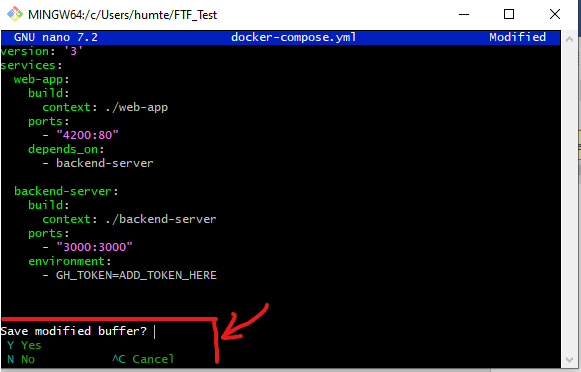 MINGW64:/c/Users/humte/FTF_Test
GNU nano 7.2 docker-compose.yml Modified
version: '3'
services:
  web-app:
    build:
      context: ./web-app
    ports:
      - "4200:80"
    depends_on:
      - backend-server

  backend-server:
    build:
      context: ./backend-server
    ports:
      - "3000:3000"
    environment:
      - GH_TOKEN=ADD_TOKEN_HERE

Save modified buffer?
Y Yes
N No ^C Cancel